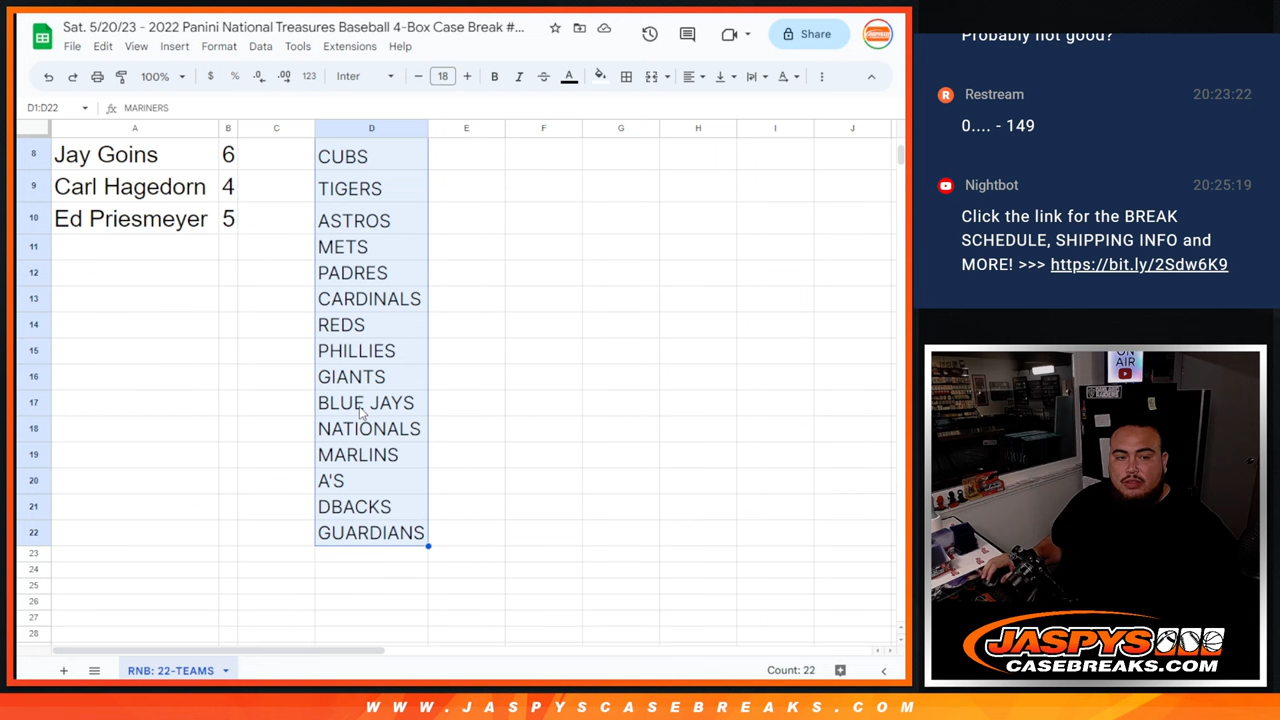 Sat. 5/20/23 - 2022 Panini National Treasures Baseball 4-Box Case Break #...
Share
File Edit View Insert Format Data Tools Extensions Help
100% $ % .0 .00 123 Inter 18 B I A
D1:D22 fx MARINERS
A B C D E F G H I J
8 Jay Goins 6 CUBS
9 Carl Hagedorn 4 TIGERS
10 Ed Priesmeyer 5 ASTROS
11 METS
12 PADRES
13 CARDINALS
14 REDS
15 PHILLIES
16 GIANTS
17 BLUE JAYS
18 NATIONALS
19 MARLINS
20 A'S
21 DBACKS
22 GUARDIANS
23
24
25
26
27
28
RNB: 22-TEAMS Count: 22
Probably not good?
Restream 20:23:22
0.... - 149
Nightbot 20:25:19
Click the link for the BREAK
SCHEDULE, SHIPPING INFO and
MORE! >>> https://bit.ly/2Sdw6K9
ON
AIR
JASPYS
CASEBREAKS.COM
WWW.JASPYSCASEBREAKS.COM